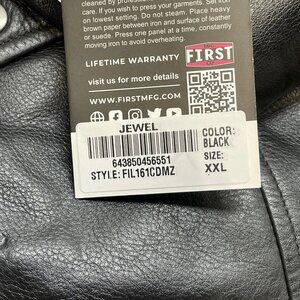 cleaned by professional
care. If you wish to press your garments. Set iron
on lowest setting. Do not steam. Place heavy
brown paper between iron and surface of leather
or suede. Press one panel at a time, constantly
moving iron to avoid overheating.
LIFETIME WARRANTY
FIRST
visit us for more details
WWW.FIRSTMFG.COM
JEWEL
643850456551
STYLE: FIL161CDMZ
COLOR:
BLACK
SIZE:
XXL